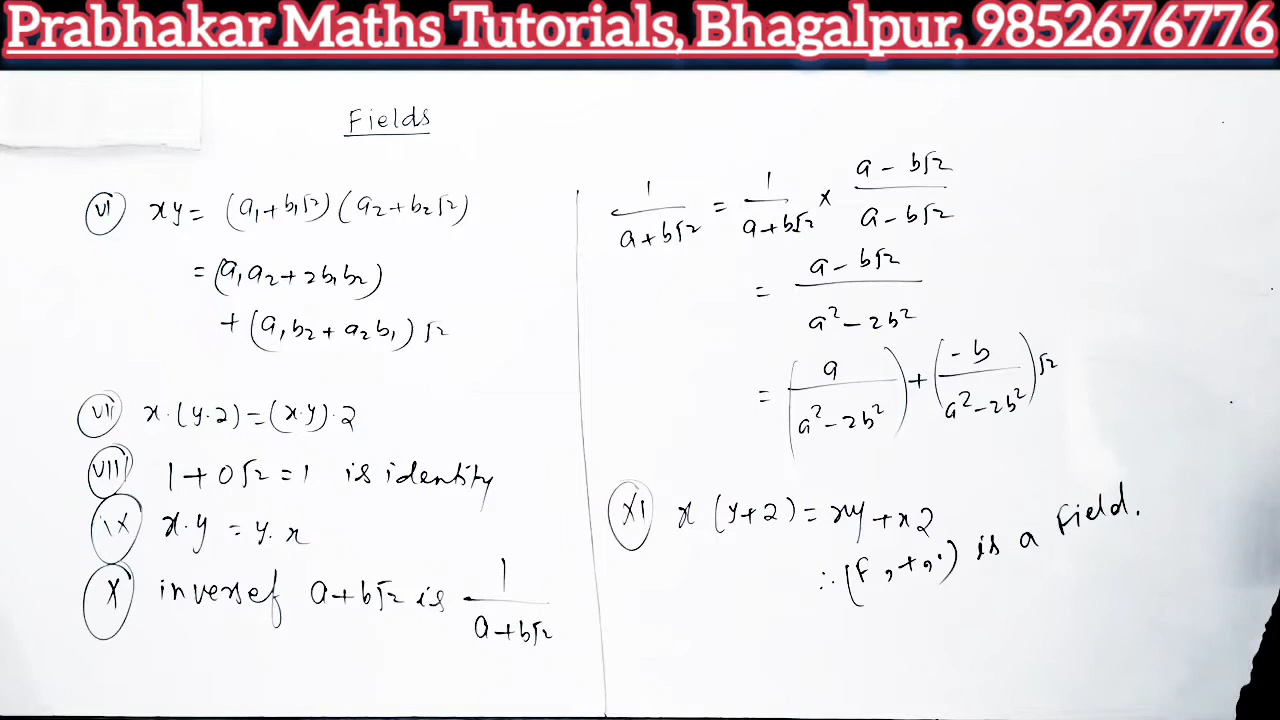 Prabhakar Maths Tutorials, Bhagalpur, 9852676776
Fields
(vi) xy = (a₁+b₁√2)(a₂+b₂√2)
= (a₁a₂+2b₁b₂)
+ (a₁b₂+a₂b₁)√2
(vii) x·(y·z)=(x·y)·z
(viii) 1+0√2=1 is identity
(ix) x·y = y·x
(x) inverse of a+b√2 is 1/(a+b√2)
1/(a+b√2) = 1/(a+b√2) × (a-b√2)/(a-b√2)
= (a-b√2)/(a²-2b²)
= (a/(a²-2b²)) + (-b/(a²-2b²))√2
(xi) x(y+z)=xy+xz
∴ (F,+,·) is a field.